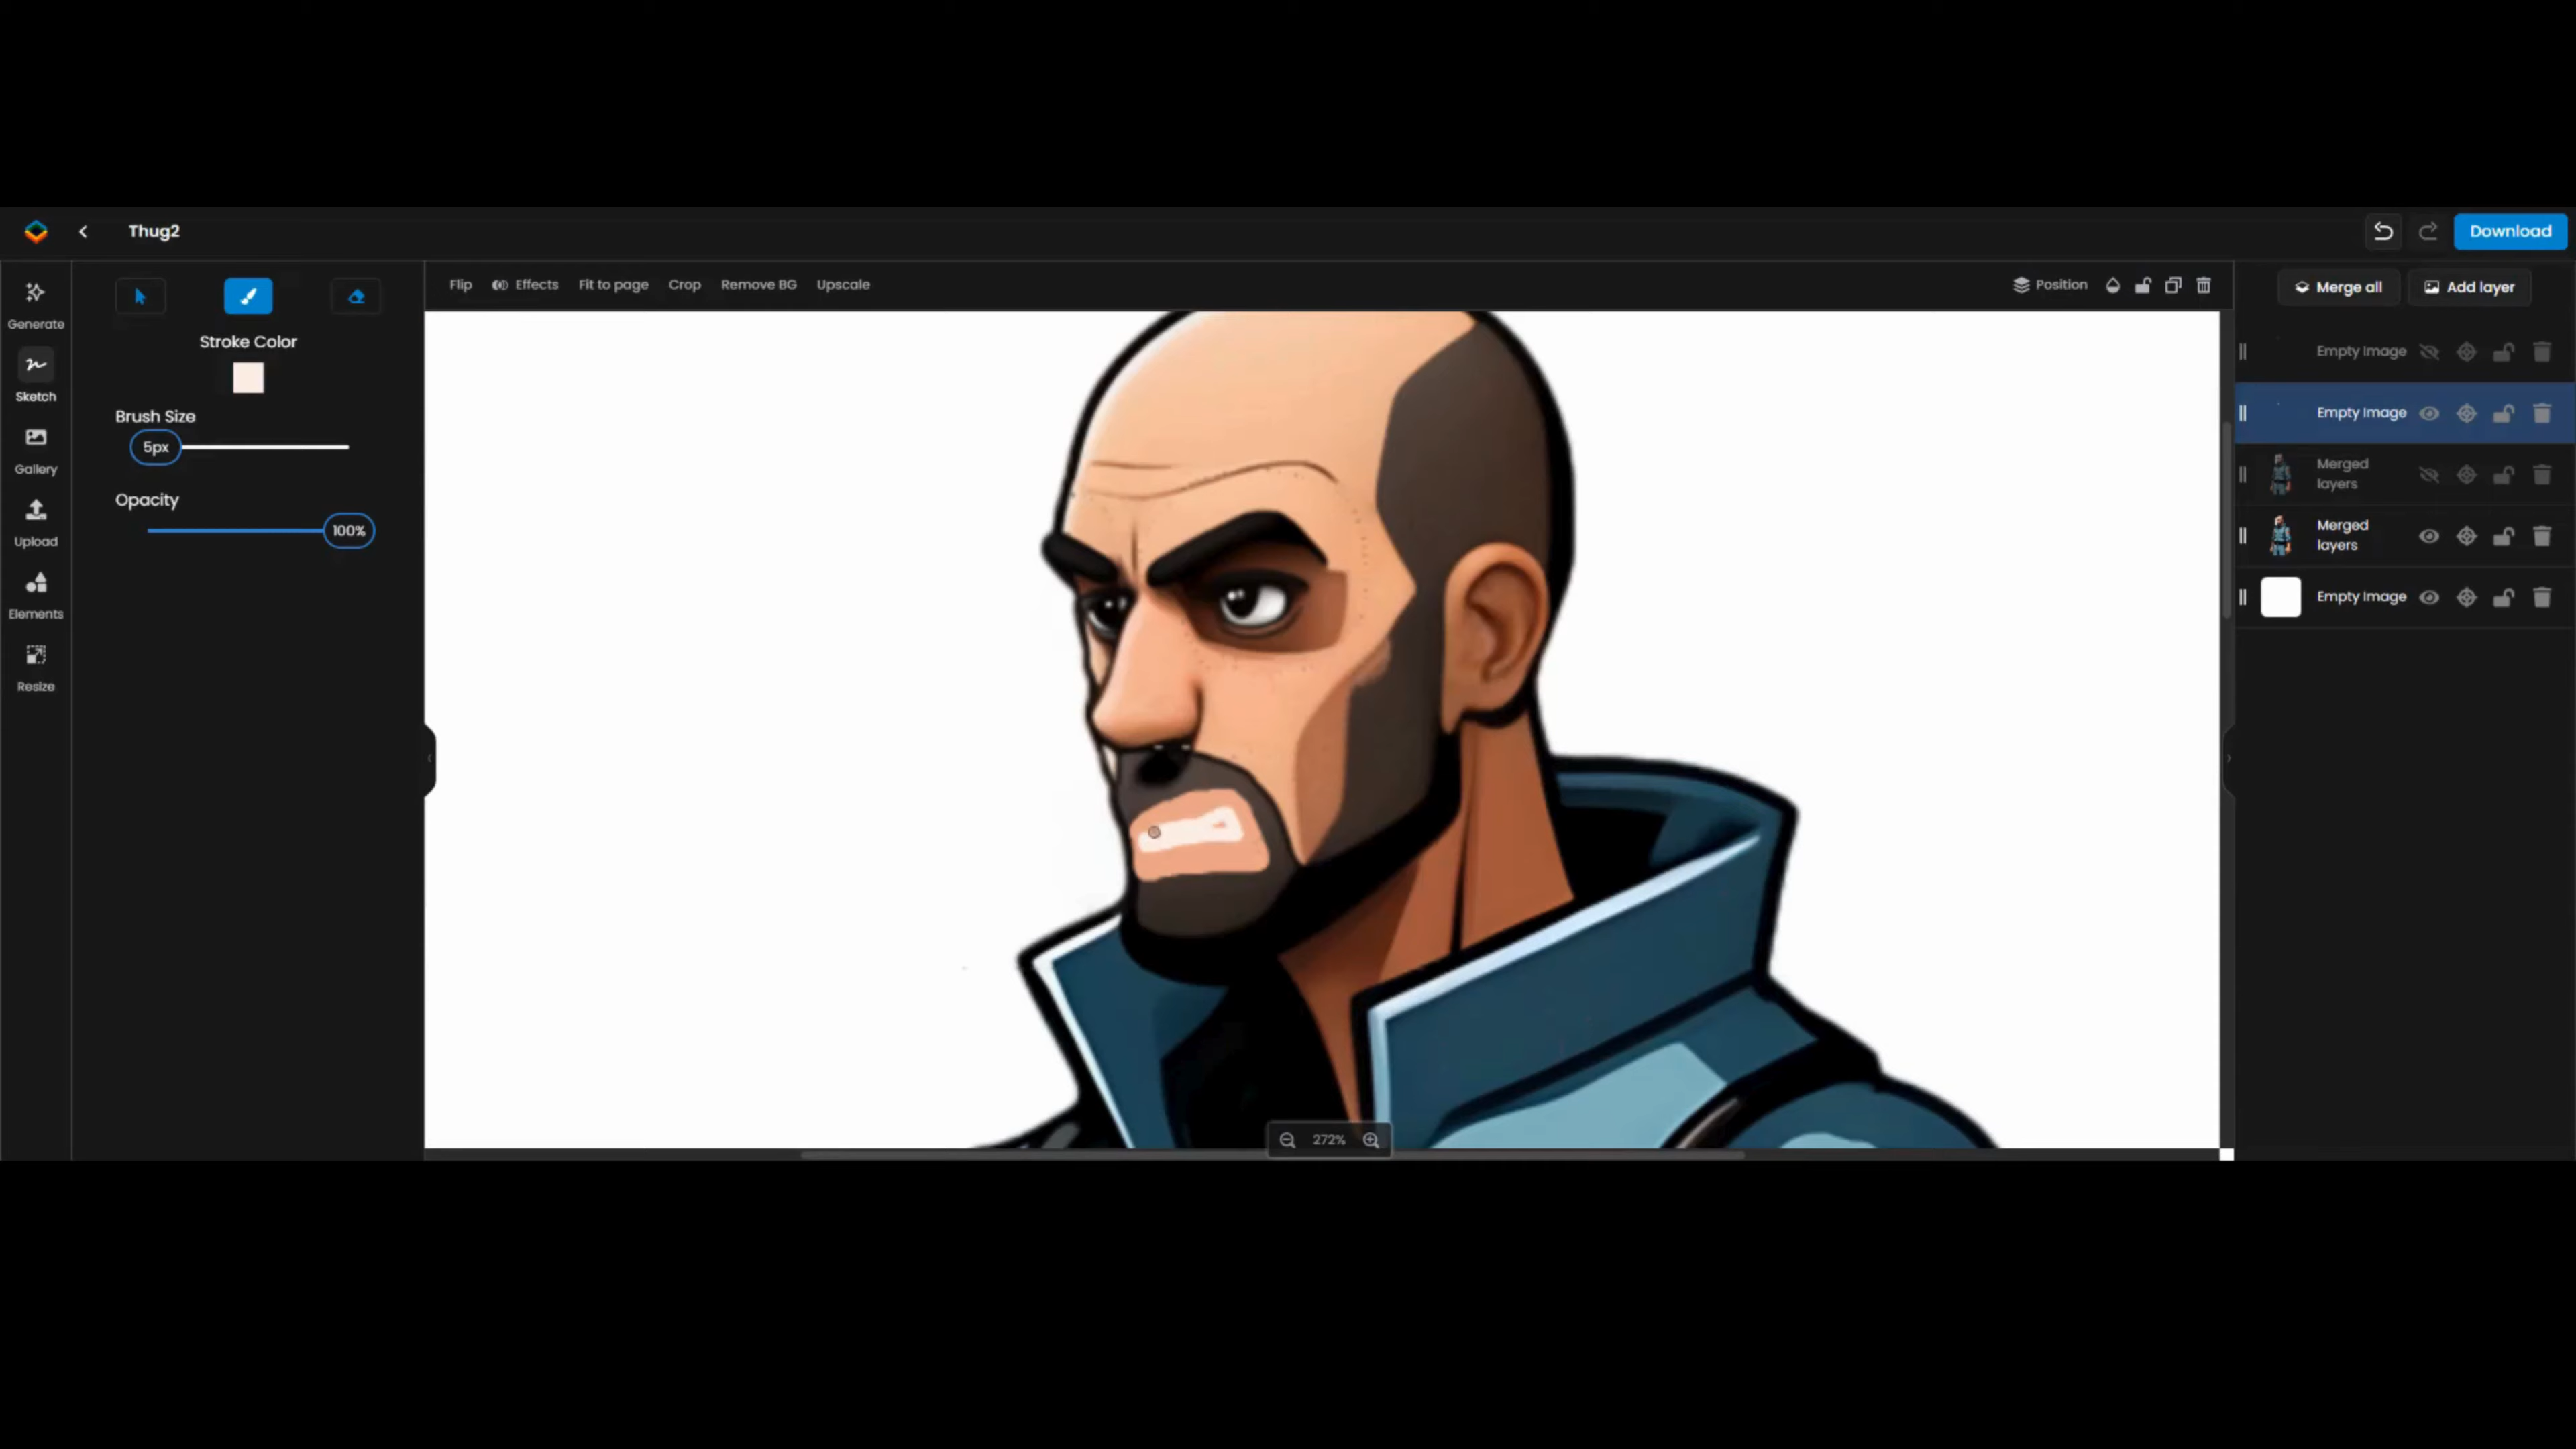 Thug2
Download
Generate
Sketch
Gallery
Upload
Elements
Resize
Stroke Color
Brush Size
5px
Opacity
100%
Flip
Effects
Fit to page
Crop
Remove BG
Upscale
Position
272%
Merge all
Add layer
Empty Image
Empty Image
Merged
layers
Merged
layers
Empty Image